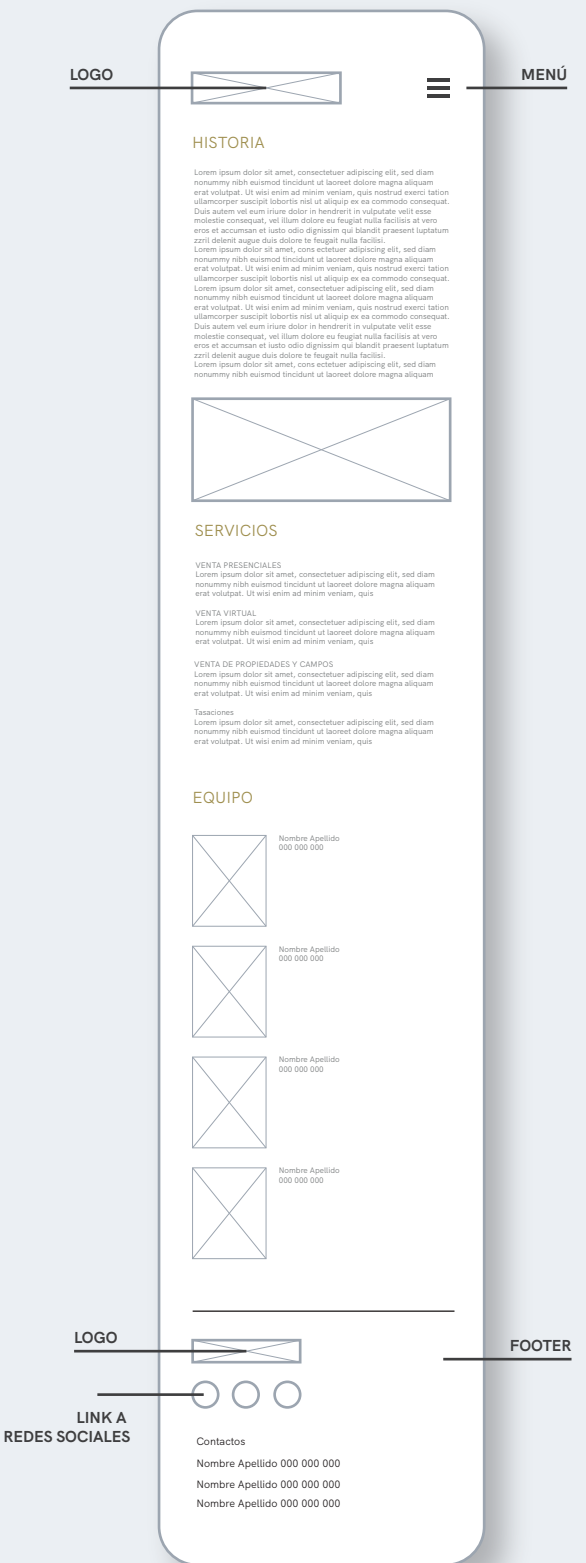 LOGO
MENÚ
HISTORIA
Lorem ipsum dolor sit amet, consectetuer adipiscing elit, sed diam
nonummy nibh euismod tincidunt ut laoreet dolore magna aliquam
erat volutpat. Ut wisi enim ad minim veniam, quis nostrud exerci tation
ullamcorper suscipit lobortis nisl ut aliquip ex ea commodo consequat.
Duis autem vel eum iriure dolor in hendrerit in vulputate velit esse
molestie consequat, vel illum dolore eu feugiat nulla facilisis at vero
eros et accumsan et iusto odio dignissim qui blandit praesent luptatum
zzril delenit augue duis dolore te feugait nulla facilisi.
Lorem ipsum dolor sit amet, cons ectetuer adipiscing elit, sed diam
nonummy nibh euismod tincidunt ut laoreet dolore magna aliquam
erat volutpat. Ut wisi enim ad minim veniam, quis nostrud exerci tation
ullamcorper suscipit lobortis nisl ut aliquip ex ea commodo consequat.
Lorem ipsum dolor sit amet, consectetuer adipiscing elit, sed diam
nonummy nibh euismod tincidunt ut laoreet dolore magna aliquam
erat volutpat. Ut wisi enim ad minim veniam, quis nostrud exerci tation
ullamcorper suscipit lobortis nisl ut aliquip ex ea commodo consequat.
Duis autem vel eum iriure dolor in hendrerit in vulputate velit esse
molestie consequat, vel illum dolore eu feugiat nulla facilisis at vero
eros et accumsan et iusto odio dignissim qui blandit praesent luptatum
zzril delenit augue duis dolore te feugait nulla facilisi.
Lorem ipsum dolor sit amet, cons ectetuer adipiscing elit, sed diam
nonummy nibh euismod tincidunt ut laoreet dolore magna aliquam
SERVICIOS
VENTA PRESENCIALES
Lorem ipsum dolor sit amet, consectetuer adipiscing elit, sed diam
nonummy nibh euismod tincidunt ut laoreet dolore magna aliquam
erat volutpat. Ut wisi enim ad minim veniam, quis
VENTA VIRTUAL
Lorem ipsum dolor sit amet, consectetuer adipiscing elit, sed diam
nonummy nibh euismod tincidunt ut laoreet dolore magna aliquam
erat volutpat. Ut wisi enim ad minim veniam, quis
VENTA DE PROPIEDADES Y CAMPOS
Lorem ipsum dolor sit amet, consectetuer adipiscing elit, sed diam
nonummy nibh euismod tincidunt ut laoreet dolore magna aliquam
erat volutpat. Ut wisi enim ad minim veniam, quis
Tasaciones
Lorem ipsum dolor sit amet, consectetuer adipiscing elit, sed diam
nonummy nibh euismod tincidunt ut laoreet dolore magna aliquam
erat volutpat. Ut wisi enim ad minim veniam, quis
EQUIPO
Nombre Apellido
000 000 000
Nombre Apellido
000 000 000
Nombre Apellido
000 000 000
Nombre Apellido
000 000 000
LOGO
FOOTER
LINK A
REDES SOCIALES
Contactos
Nombre Apellido 000 000 000
Nombre Apellido 000 000 000
Nombre Apellido 000 000 000